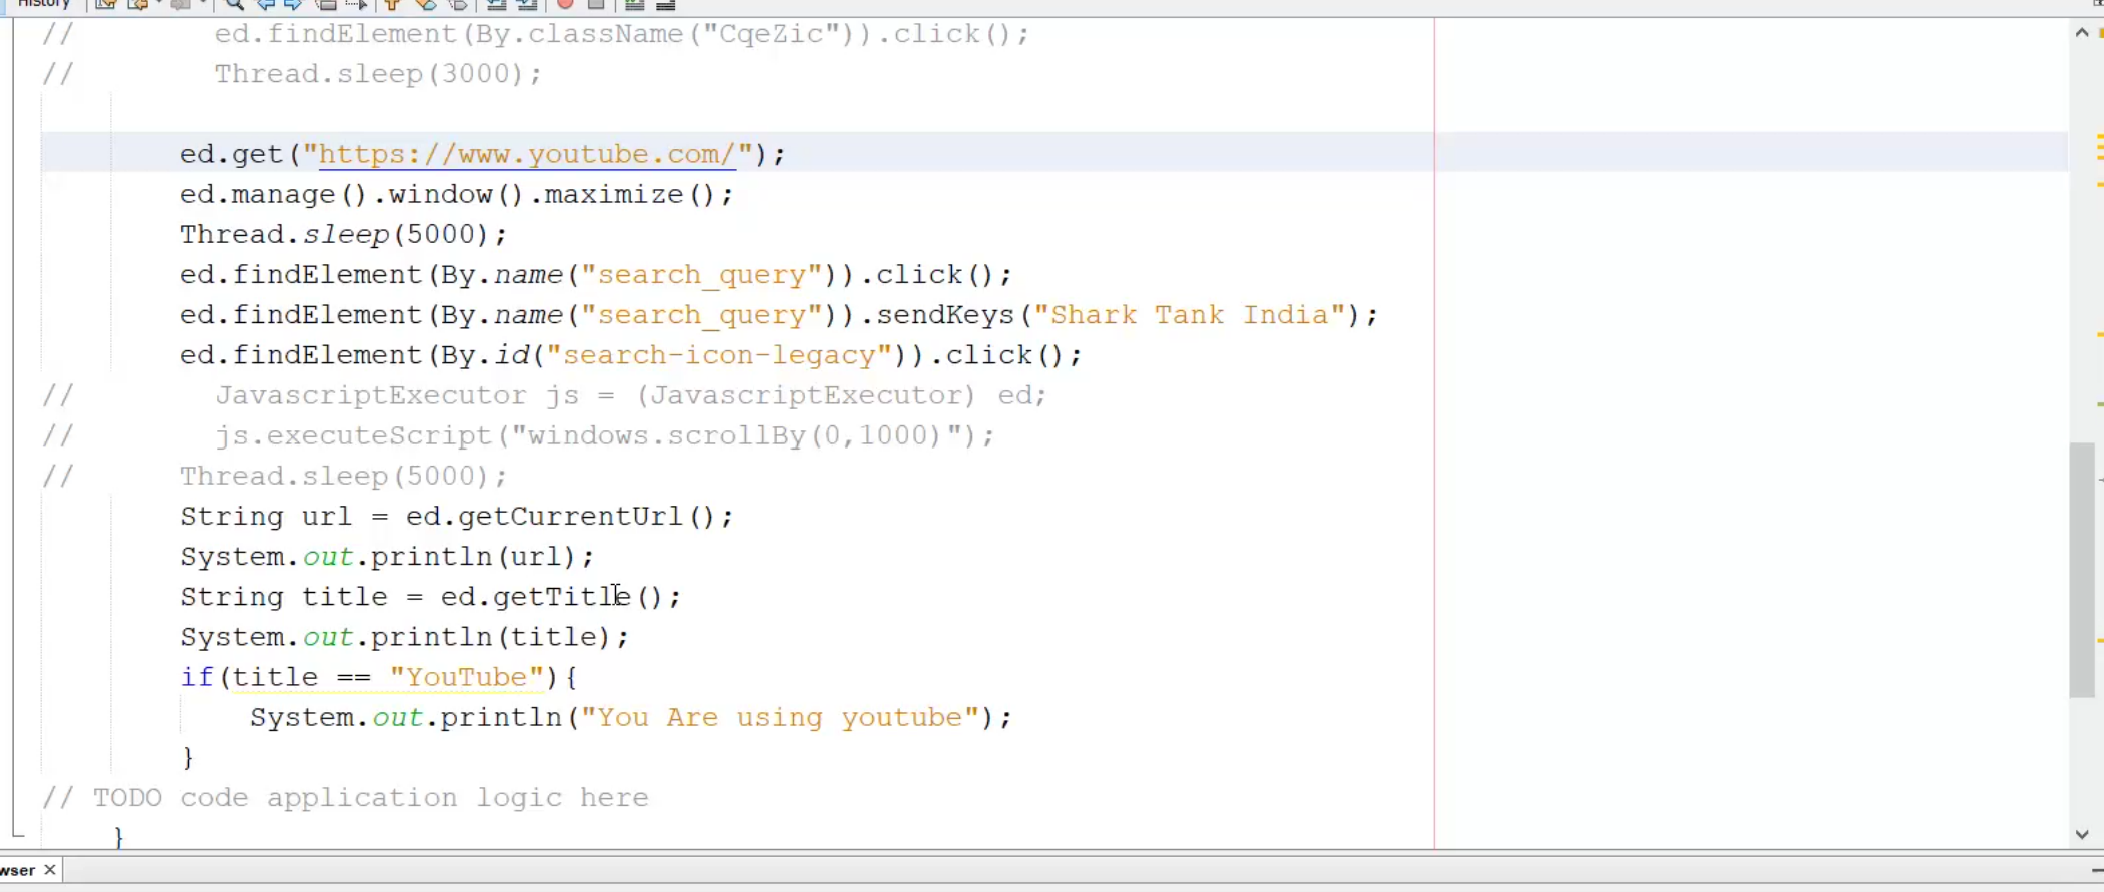 History
//        ed.findElement(By.className("CqeZic")).click();
//        Thread.sleep(3000);
ed.get("https://www.youtube.com/");
ed.manage().window().maximize();
Thread.sleep(5000);
ed.findElement(By.name("search_query")).click();
ed.findElement(By.name("search_query")).sendKeys("Shark Tank India");
ed.findElement(By.id("search-icon-legacy")).click();
//        JavascriptExecutor js = (JavascriptExecutor) ed;
//        js.executeScript("windows.scrollBy(0,1000)");
//      Thread.sleep(5000);
String url = ed.getCurrentUrl();
System.out.println(url);
String title = ed.getTitle();
System.out.println(title);
if(title == "YouTube"){
System.out.println("You Are using youtube");
}
// TODO code application logic here
}
wser